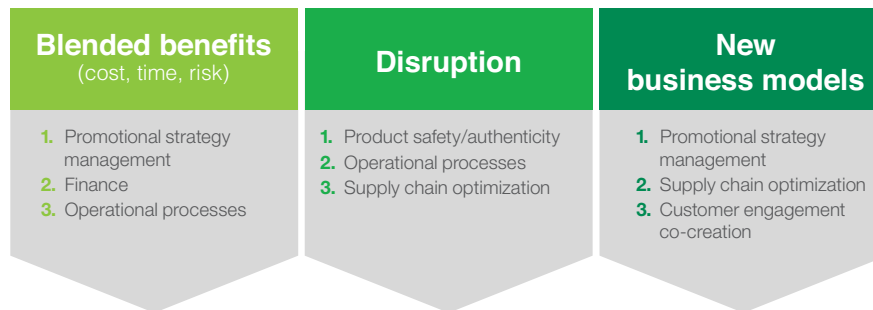 Blended benefits
(cost, time, risk)
1. Promotional strategy
management
2. Finance
3. Operational processes
Disruption
1. Product safety/authenticity
2. Operational processes
3. Supply chain optimization
New
business models
1. Promotional strategy
management
2. Supply chain optimization
3. Customer engagement
co-creation